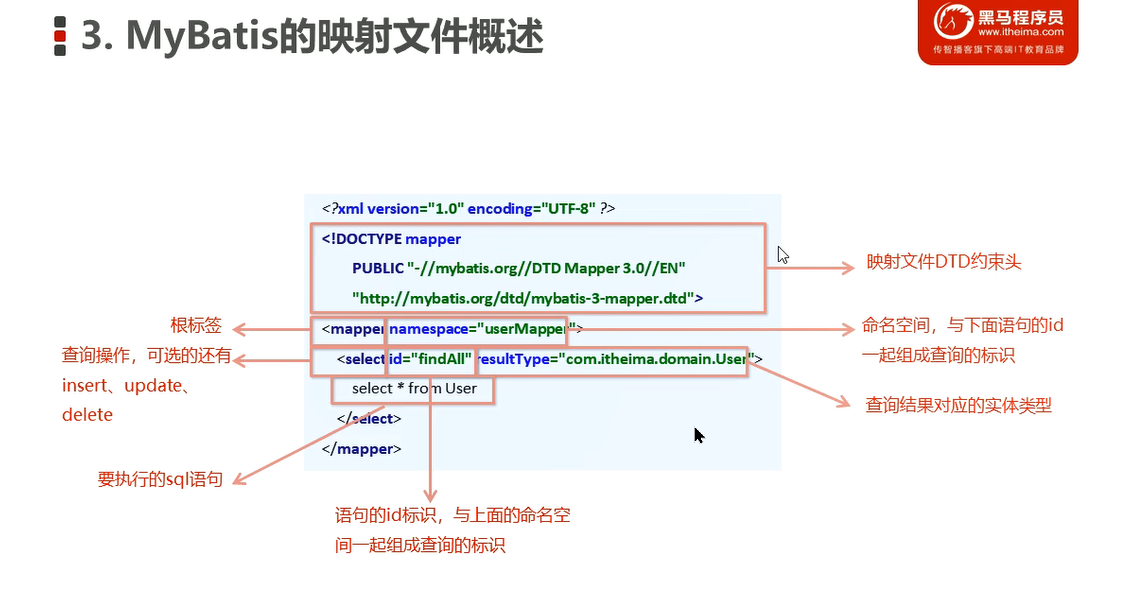 3. MyBatis的映射文件概述
黑马程序员
www.itheima.com
传智播客旗下高端IT教育品牌
<?xml version="1.0" encoding="UTF-8" ?>
<!DOCTYPE mapper
PUBLIC "-//mybatis.org//DTD Mapper 3.0//EN"
"http://mybatis.org/dtd/mybatis-3-mapper.dtd">
<mapper namespace="userMapper">
<select id="findAll" resultType="com.itheima.domain.User">
select * from User
</select>
</mapper>
映射文件DTD约束头
根标签
命名空间，与下面语句的id
一起组成查询的标识
查询操作，可选的还有
insert、update、
delete
查询结果对应的实体类型
要执行的sql语句
语句的id标识，与上面的命名空
间一起组成查询的标识